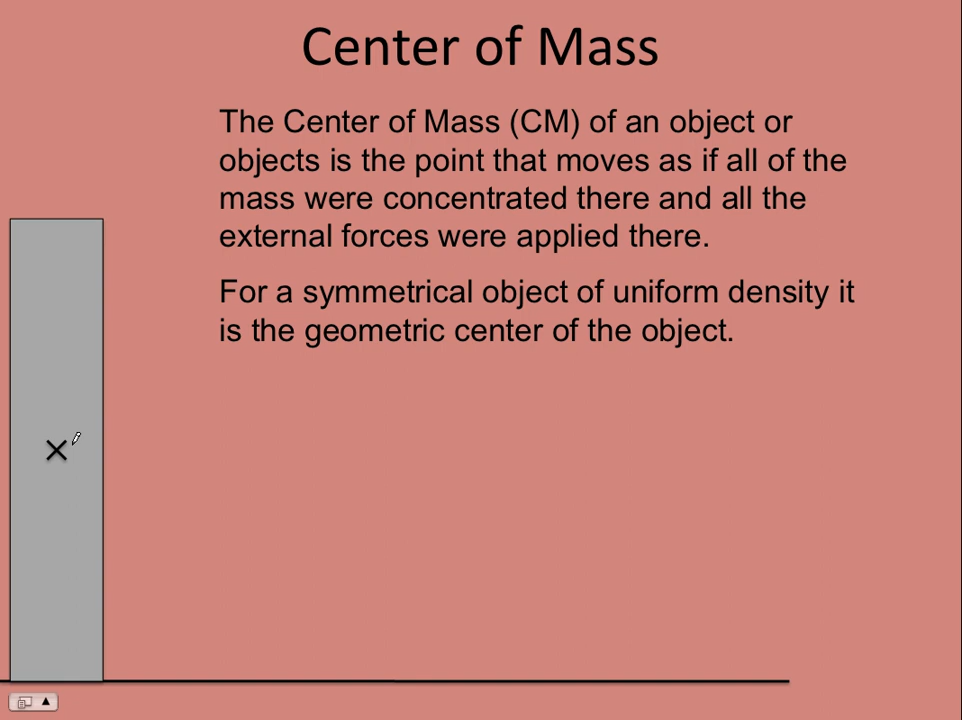 Center of Mass
The Center of Mass (CM) of an object or
objects is the point that moves as if all of the
mass were concentrated there and all the
external forces were applied there.
For a symmetrical object of uniform density it
is the geometric center of the object.